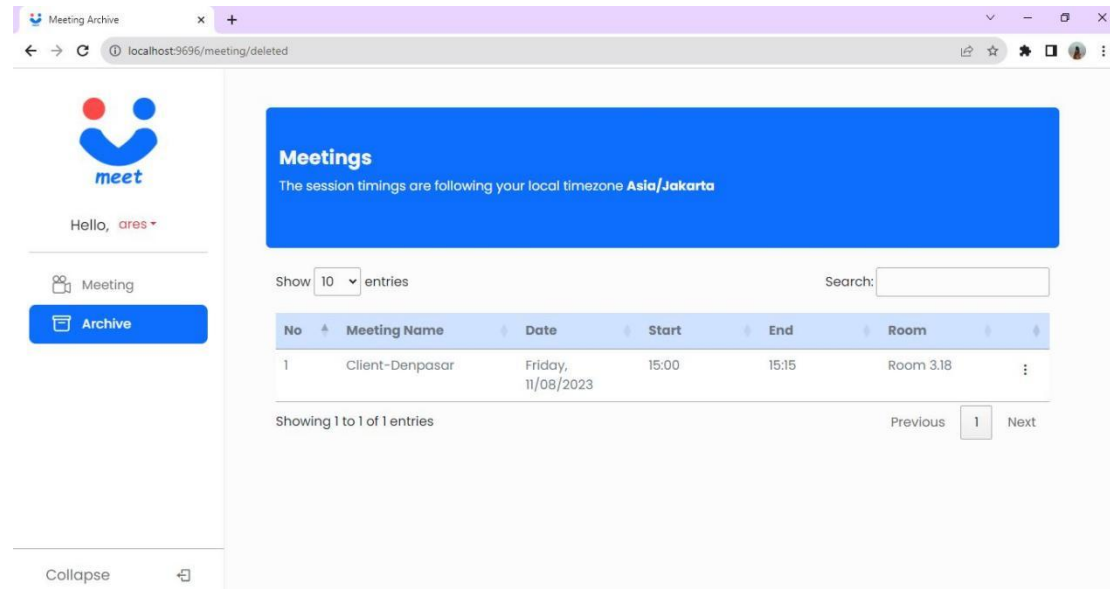 Meeting Archive
localhost:9696/meeting/deleted
meet
Hello, ares
Meeting
Archive
Collapse
Meetings
The session timings are following your local timezone Asia/Jakarta
Show 10 entries
Search:
No Meeting Name Date Start End Room
1 Client-Denpasar Friday, 15:00 15:15 Room 3.18
11/08/2023
Showing 1 to 1 of 1 entries
Previous 1 Next